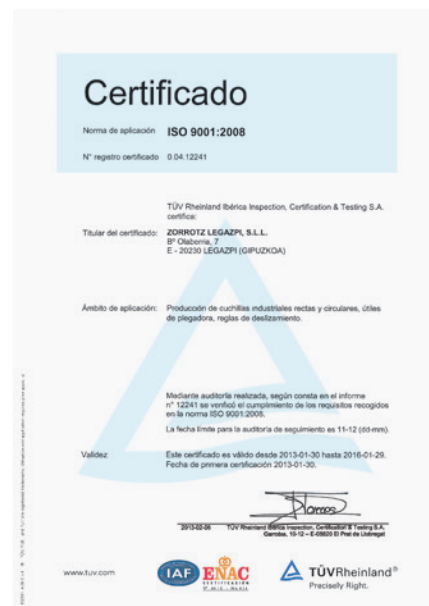 Certificado
Norma de aplicación ISO 9001:2008
N° registro certificado 0.04.12241
TÜV Rheinland Ibérica Inspection, Certification & Testing S.A.
certifica:
Titular del certificado: ZORROTZ LEGAZPI, S.L.L.
Bº Olaborria, 7
E - 20230 LEGAZPI (GIPUZKOA)
Ámbito de aplicación: Producción de cuchillas industriales rectas y circulares, útiles
de plegadora, reglas de deslizamiento.
Mediante auditoría realizada, según consta en el informe
n° 12241 se verificó el cumplimiento de los requisitos recogidos
en la norma ISO 9001:2008.
La fecha límite para la auditoría de seguimiento es 11-12 (dd-mm).
Validez Este certificado es válido desde 2013-01-30 hasta 2016-01-29.
Fecha de primera certificación 2013-01-30.
2013-02-06 TÜV Rheinland Ibérica Inspection, Certification & Testing S.A.
Garrotxa, 10-12 – E-08820 El Prat de Llobregat
www.tuv.com
IAF
ENAC
CERTIFICACIÓN
TÜVRheinland®
Precisely Right.